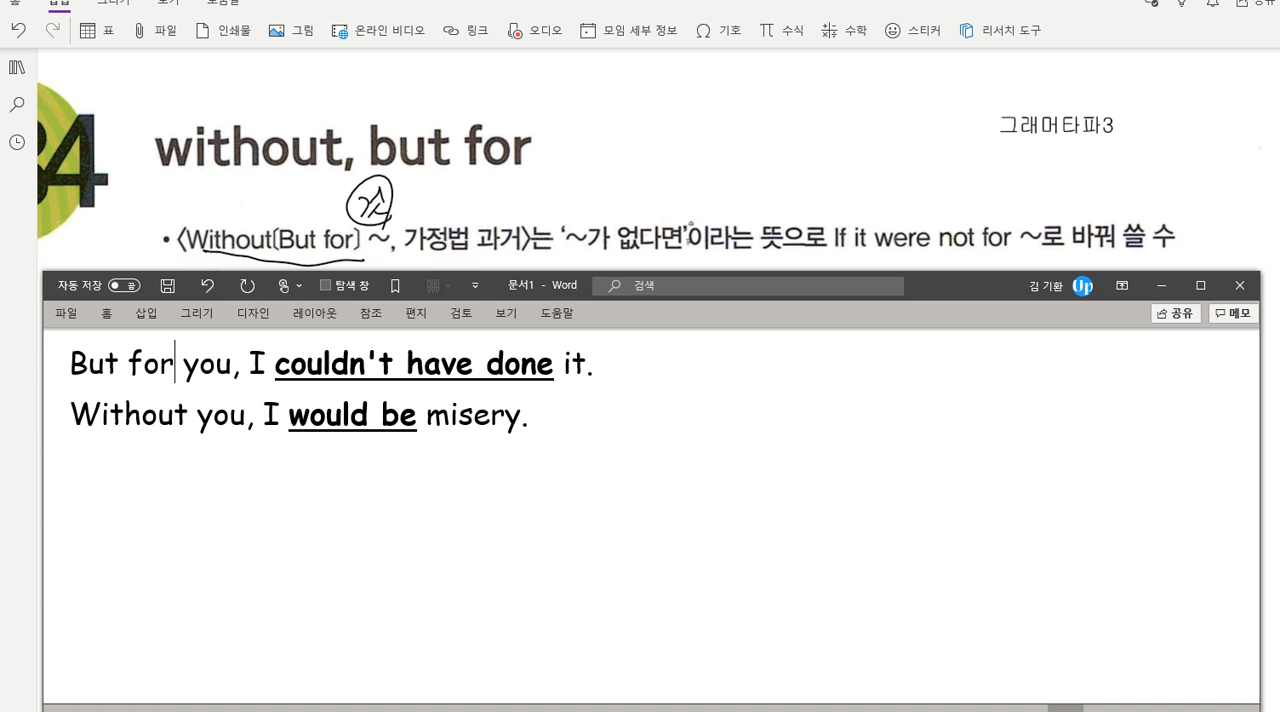 홈 삽입 그리기 보기 도움말
공유
표 파일 인쇄물 그림 온라인 비디오 링크 오디오 모임 세부 정보 기호 수식 수학 스티커 리서치 도구
34
without, but for
그래머타파3
•〈Without(But for) ~, 가정법 과거〉는 '~가 없다면'이라는 뜻으로 If it were not for ~로 바꿔 쓸 수
자동 저장 끔 탐색 창 문서1 - Word 검색 김 기환 Up
파일 홈 삽입 그리기 디자인 레이아웃 참조 편지 검토 보기 도움말 공유 메모
But for you, I couldn't have done it.
Without you, I would be misery.